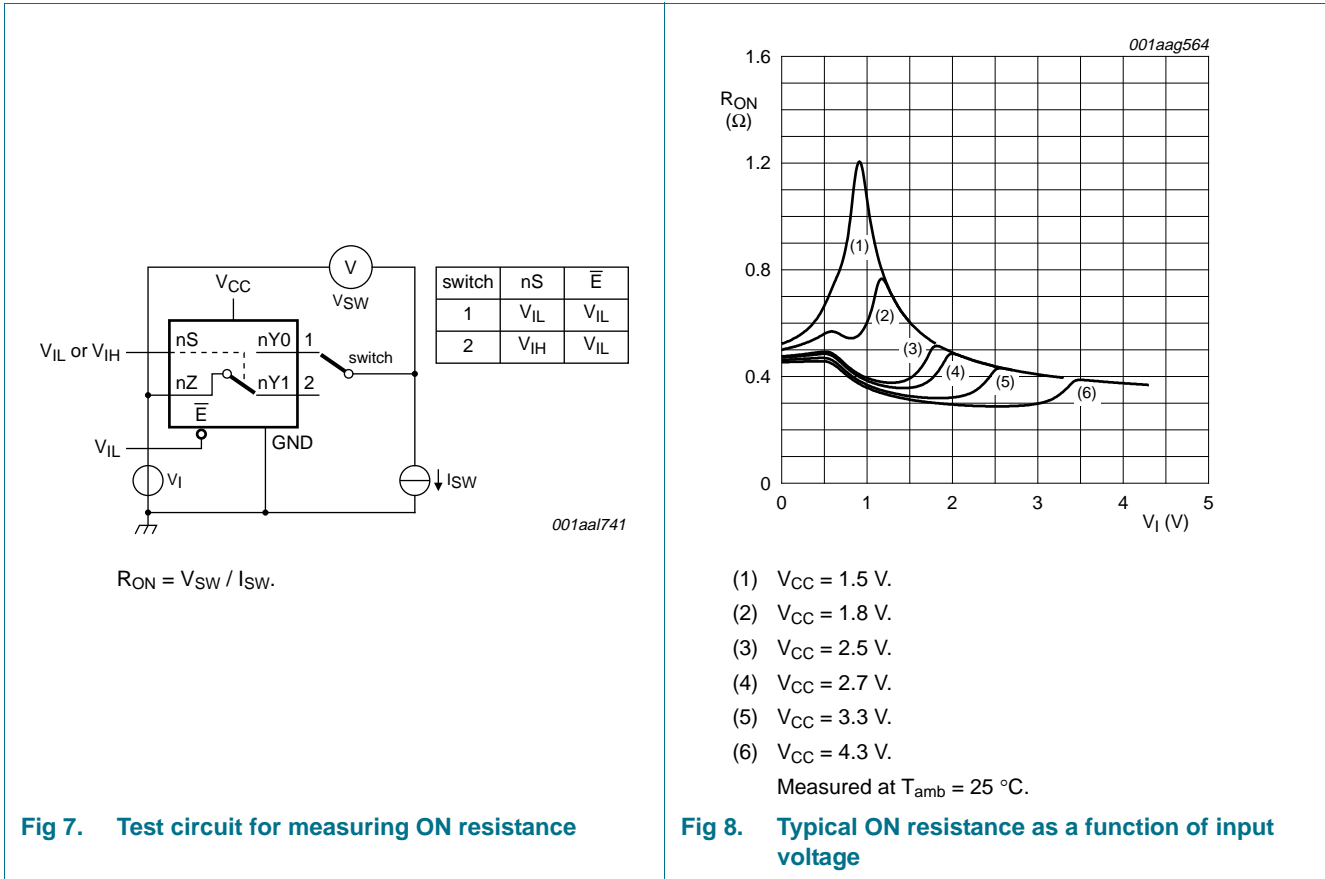 V_CC
V
V_SW
switch nS E̅
1 V_IL V_IL
2 V_IH V_IL
V_IL or V_IH
nS nY0 1
switch
nZ nY1 2
E̅
V_IL
GND
V_I
I_SW
001aal741
R_ON = V_SW / I_SW.
Fig 7. Test circuit for measuring ON resistance
001aag564
1.6
R_ON
(Ω)
1.2
(1)
0.8
(2)
(3)
(4)
0.4
(5)
(6)
0
0 1 2 3 4 5
V_I (V)
(1) V_CC = 1.5 V.
(2) V_CC = 1.8 V.
(3) V_CC = 2.5 V.
(4) V_CC = 2.7 V.
(5) V_CC = 3.3 V.
(6) V_CC = 4.3 V.
Measured at T_amb = 25 °C.
Fig 8. Typical ON resistance as a function of input
voltage